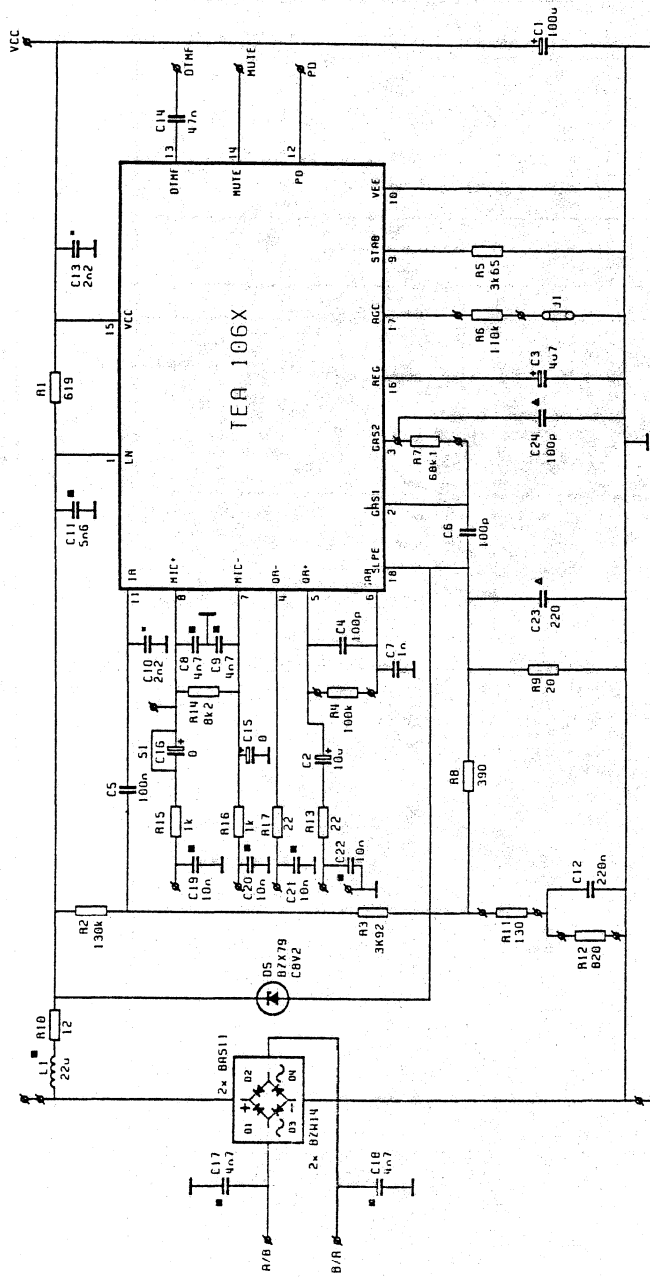 VCC
C1
100u
DTMF
MUTE
PD
C14
47n
13
14
12
DTMF
MUTE
PD
C13
2n2
15
VCC
TEA 106X
VEE
10
STAB
9
R5
3k65
AGC
17
R6
110k
J1
REG
16
C3
4u7
R1
619
C24
100p
GAS2
3
R7
68k1
1
LN
GAS1
2
C6
100p
C11
5n6
SLPE
18
11
IR
MIC+
8
MIC-
7
QR-
4
QR+
5
6
C10
2n2
C8
4n7
C9
4n7
C4
100p
C7
1n
C23
220
R14
8k2
R4
100k
R9
20
S1
C16
0
C15
0
C2
10u
C5
100n
R8
390
R15
1k
R16
1k
R17
22
R13
22
C19
10n
C20
10n
C21
10n
C22
10n
C12
220n
R2
130k
R3
3K92
R11
130
R12
820
D5
BZX79
C8V2
R10
12
L1
22u
2x BAS11
D1
D2
D3
D4
2x BZW14
C17
4n7
C18
4n7
A/B
B/A